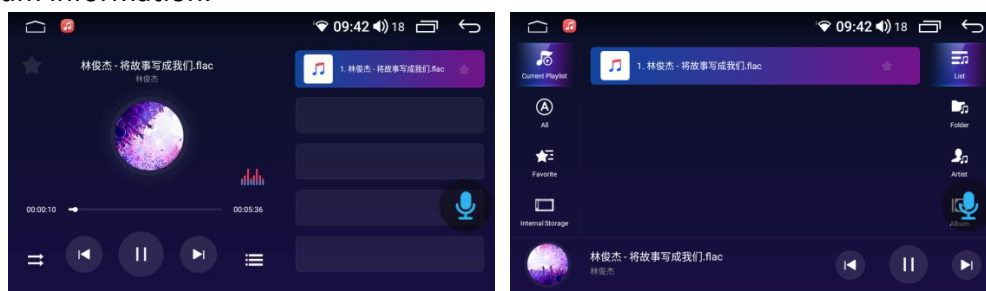 09:42 18
林俊杰 - 将故事写成我们.flac
林俊杰
1. 林俊杰 - 将故事写成我们.flac
00:00:10
00:05:36
09:42 18
Current Playlist
1. 林俊杰 - 将故事写成我们.flac
List
A
All
Folder
Favorite
Artist
Internal Storage
Album
林俊杰 - 将故事写成我们.flac
林俊杰